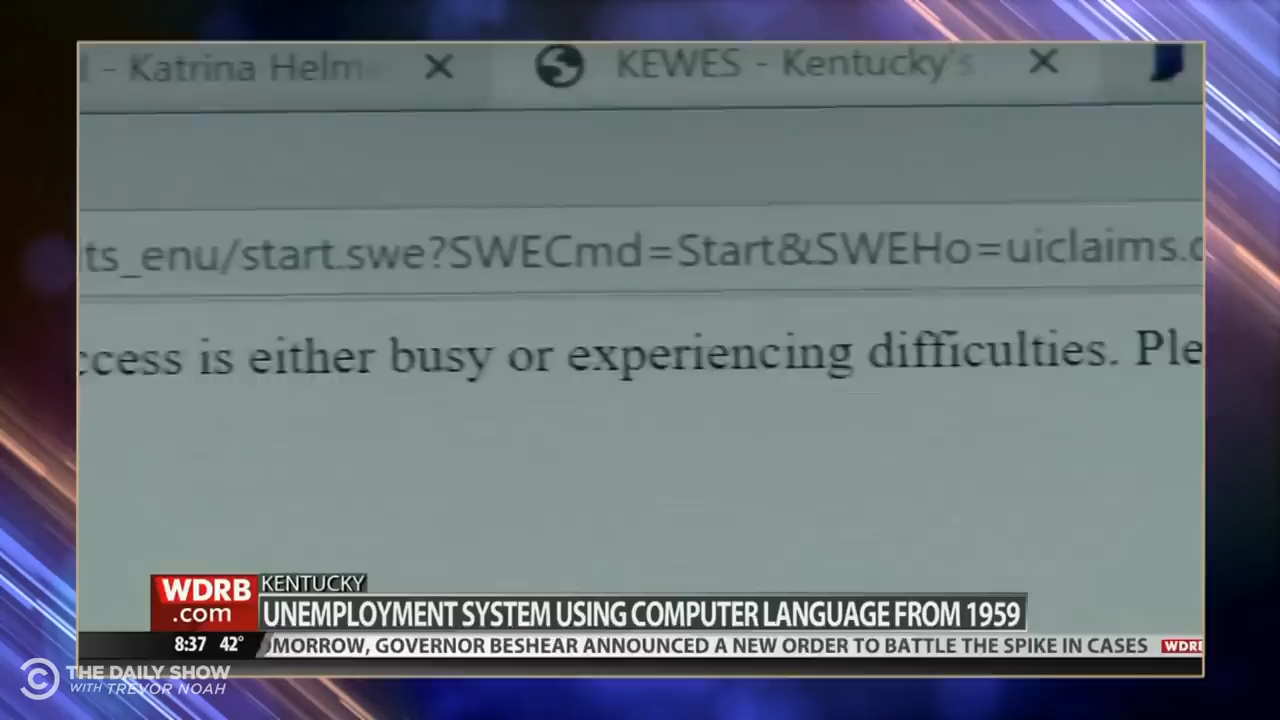 - Katrina Helm
KEWES - Kentucky's
ts_enu/start.swe?SWECmd=Start&SWEHo=uiclaims.c
ccess is either busy or experiencing difficulties. Ple
WDRB
.com
KENTUCKY
UNEMPLOYMENT SYSTEM USING COMPUTER LANGUAGE FROM 1959
8:37 42°
OMORROW, GOVERNOR BESHEAR ANNOUNCED A NEW ORDER TO BATTLE THE SPIKE IN CASES
WDRB
THE DAILY SHOW
WITH TREVOR NOAH